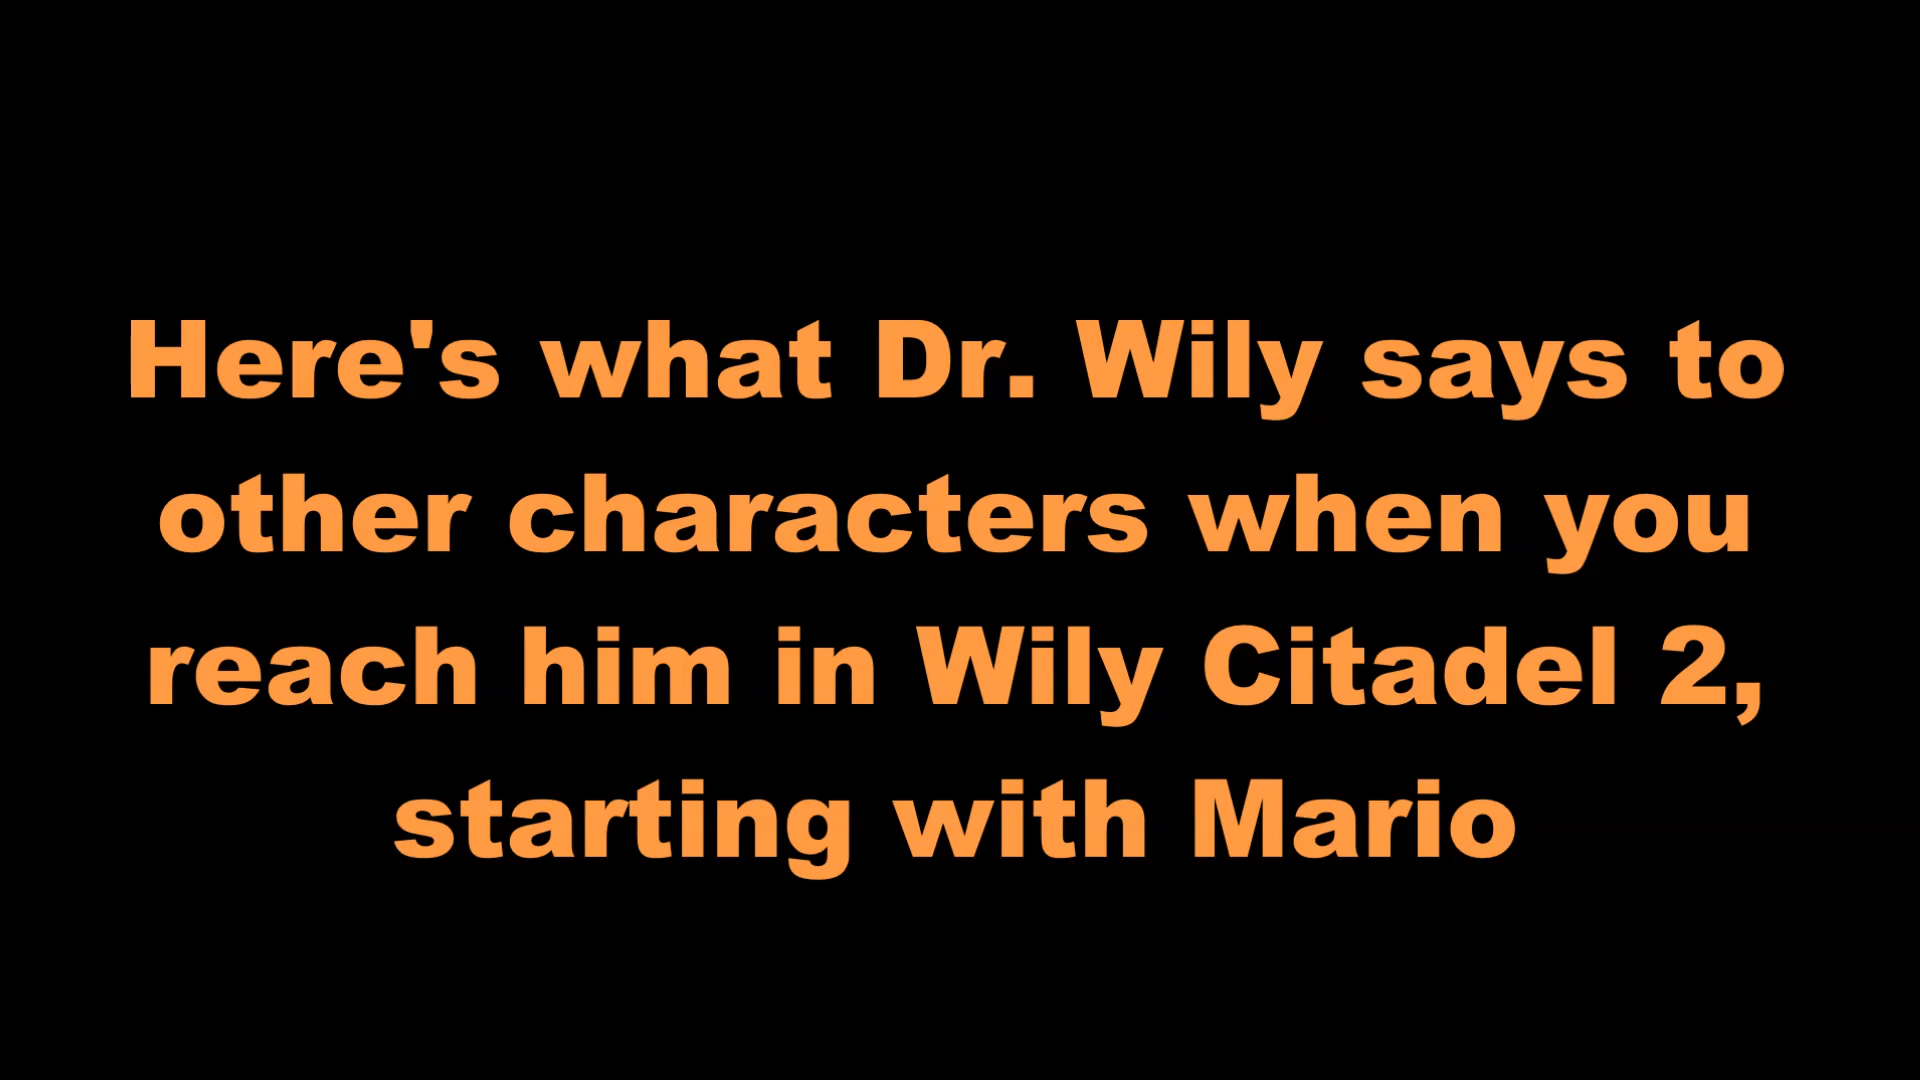 Here's what Dr. Wily says to
other characters when you
reach him in Wily Citadel 2,
starting with Mario